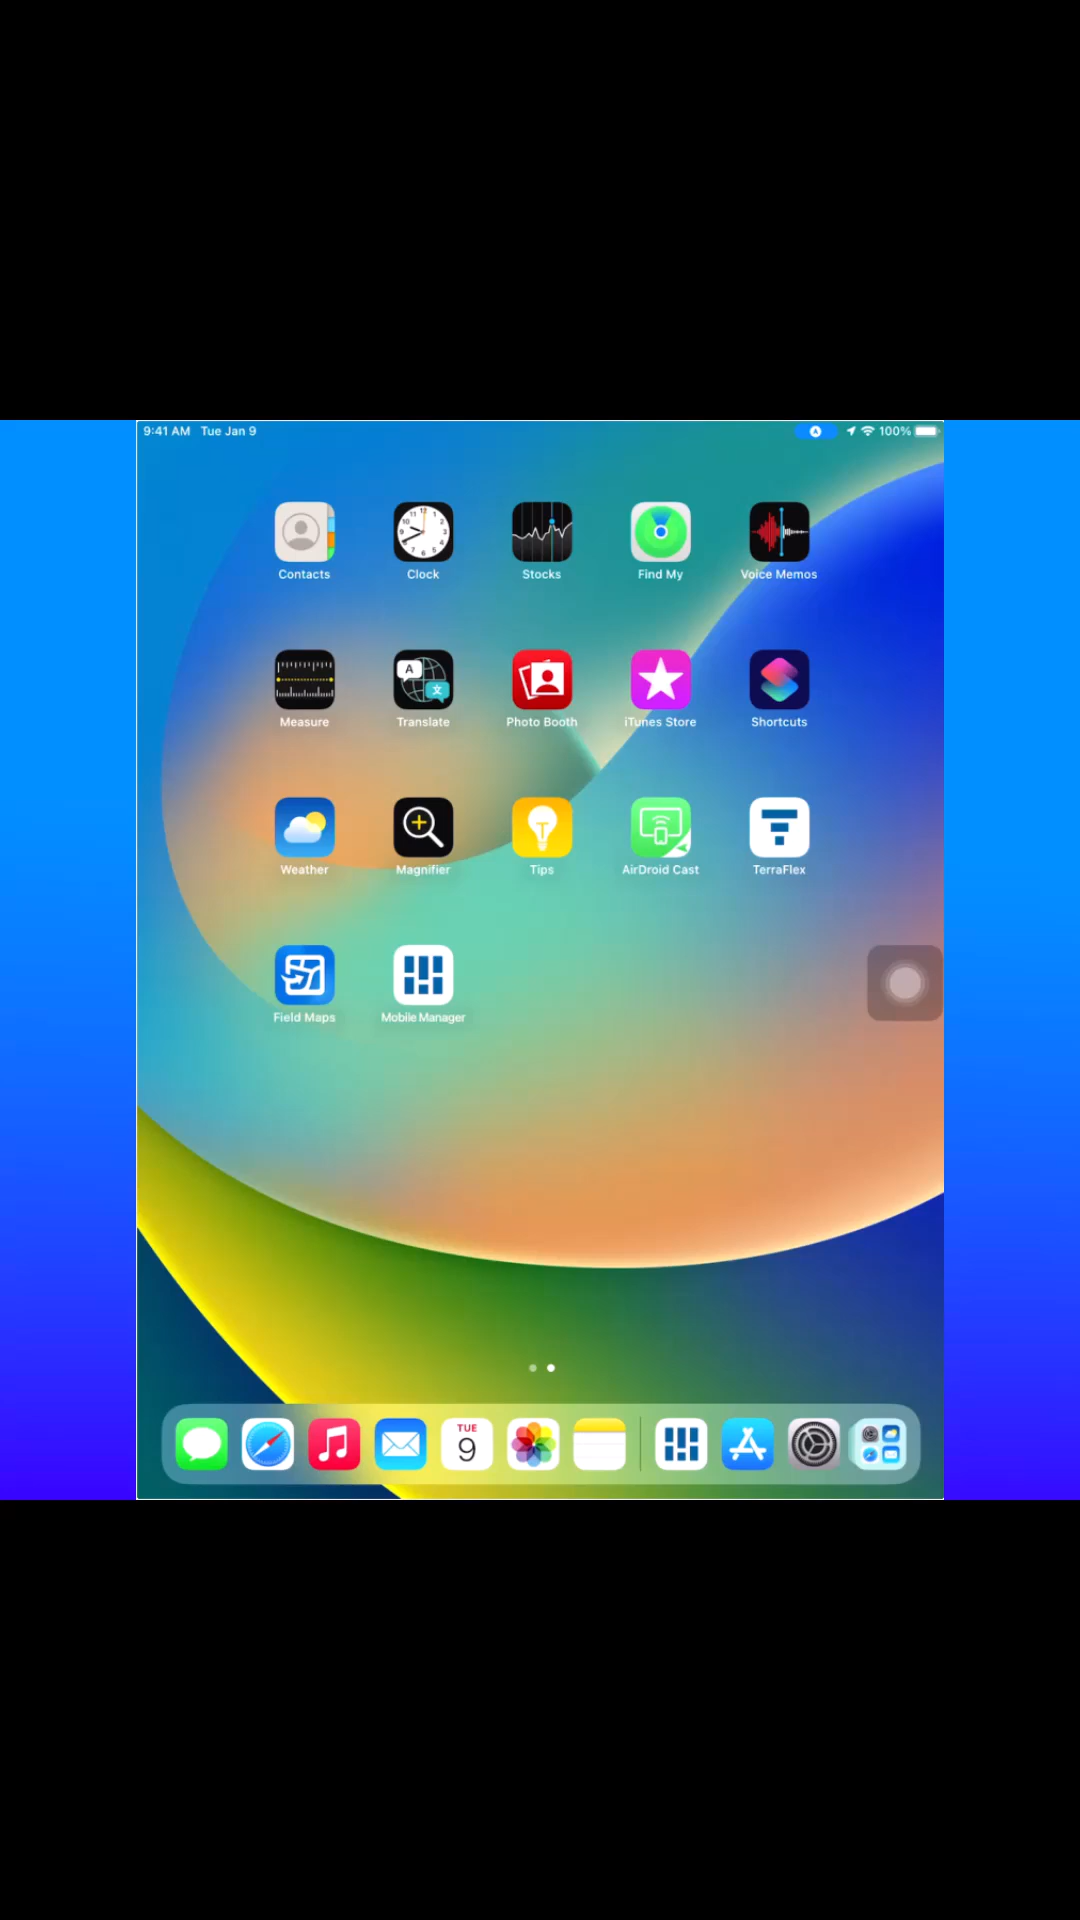 9:41 AM Tue Jan 9 100%
Contacts Clock Stocks Find My Voice Memos
Measure Translate Photo Booth iTunes Store Shortcuts
Weather Magnifier Tips AirDroid Cast TerraFlex
Field Maps Mobile Manager
TUE
9